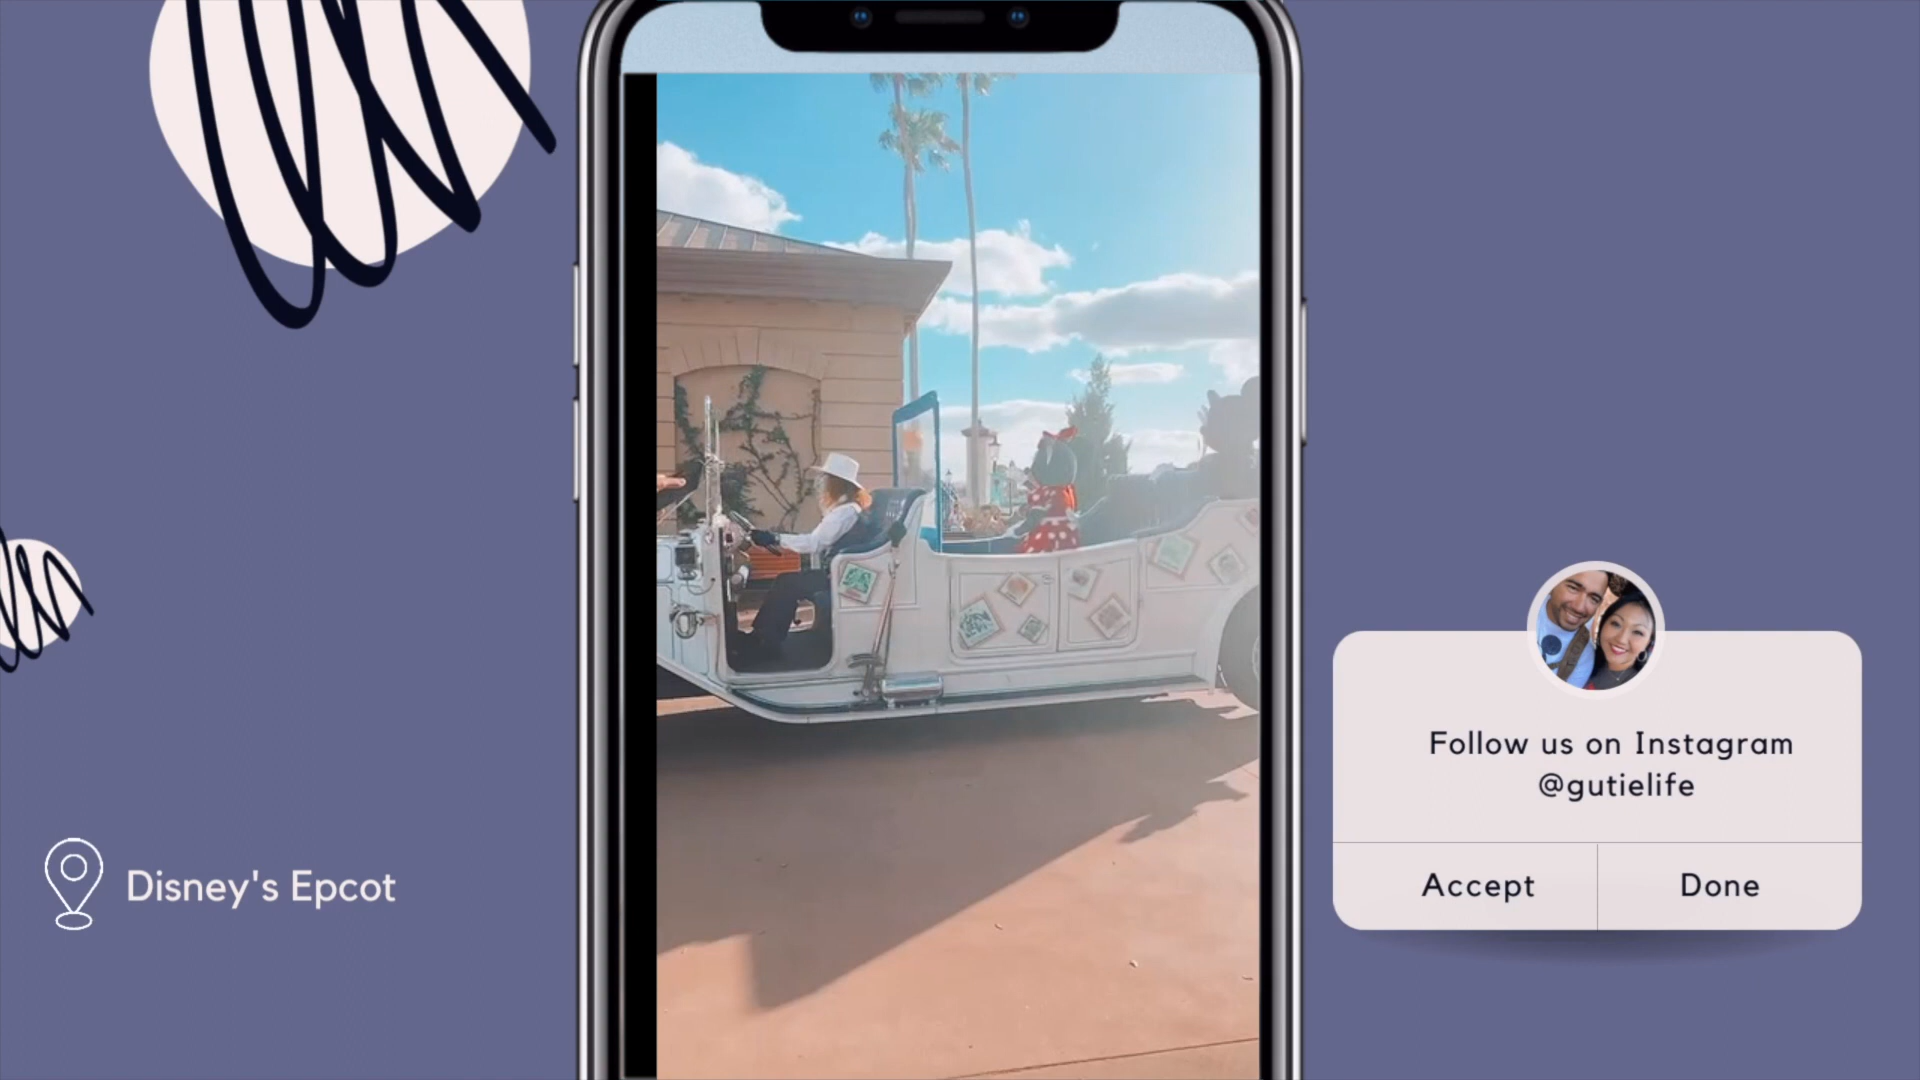 Disney's Epcot
Follow us on Instagram
@gutielife
Accept
Done